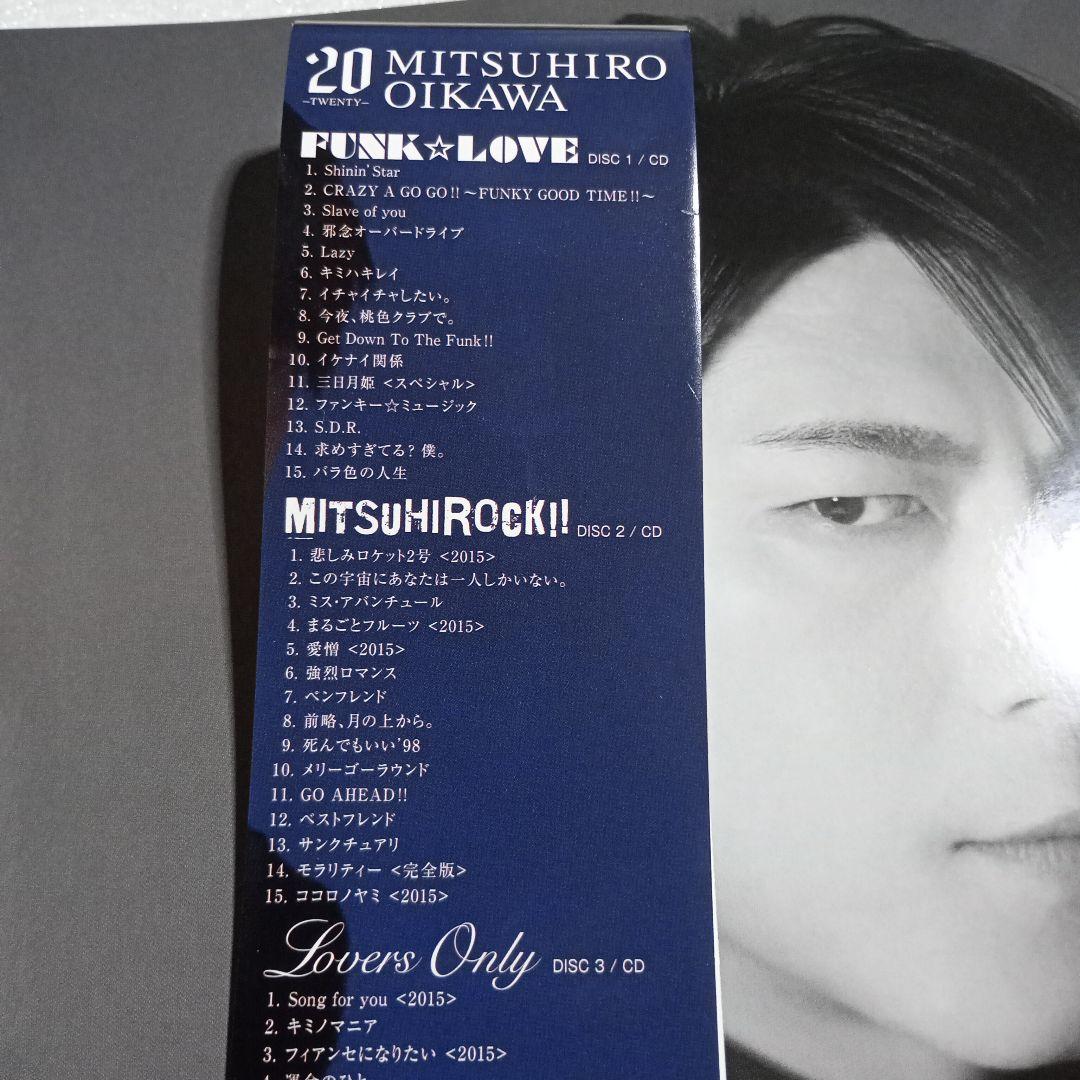 20 MITSUHIRO
–TWENTY– OIKAWA
FUNK☆LOVE DISC 1 / CD
1. Shinin' Star
2. CRAZY A GO GO!!〜FUNKY GOOD TIME!!〜
3. Slave of you
4. 邪念オーバードライブ
5. Lazy
6. キミハキレイ
7. イチャイチャしたい。
8. 今夜、桃色クラブで。
9. Get Down To The Funk!!
10. イケナイ関係
11. 三日月姫 <スペシャル>
12. ファンキー☆ミュージック
13. S.D.R.
14. 求めすぎてる? 僕。
15. バラ色の人生
MITSUHIROCK!! DISC 2 / CD
1. 悲しみロケット2号 <2015>
2. この宇宙にあなたは一人しかいない。
3. ミス・アバンチュール
4. まるごとフルーツ <2015>
5. 愛憎 <2015>
6. 強烈ロマンス
7. ペンフレンド
8. 前略、月の上から。
9. 死んでもいい'98
10. メリーゴーラウンド
11. GO AHEAD!!
12. ベストフレンド
13. サンクチュアリ
14. モラリティー <完全版>
15. ココロノヤミ <2015>
Lovers Only DISC 3 / CD
1. Song for you <2015>
2. キミノマニア
3. フィアンセになりたい <2015>
4. 運命のひと